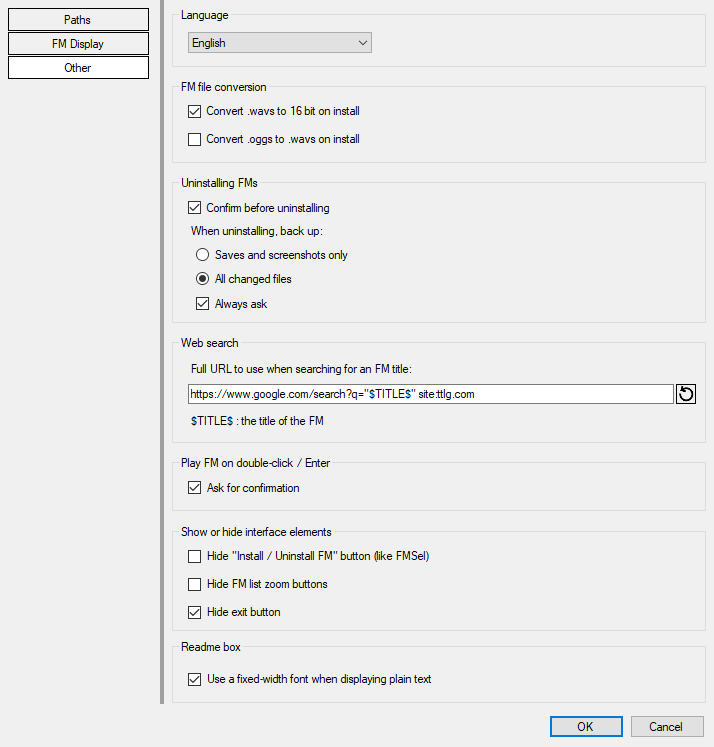 Paths
FM Display
Other
Language
English
FM file conversion
Convert .wavs to 16 bit on install
Convert .oggs to .wavs on install
Uninstalling FMs
Confirm before uninstalling
When uninstalling, back up:
Saves and screenshots only
All changed files
Always ask
Web search
Full URL to use when searching for an FM title:
https://www.google.com/search?q="$TITLE$" site:ttlg.com
$TITLE$ : the title of the FM
Play FM on double-click / Enter
Ask for confirmation
Show or hide interface elements
Hide "Install / Uninstall FM" button (like FMSel)
Hide FM list zoom buttons
Hide exit button
Readme box
Use a fixed-width font when displaying plain text
OK Cancel